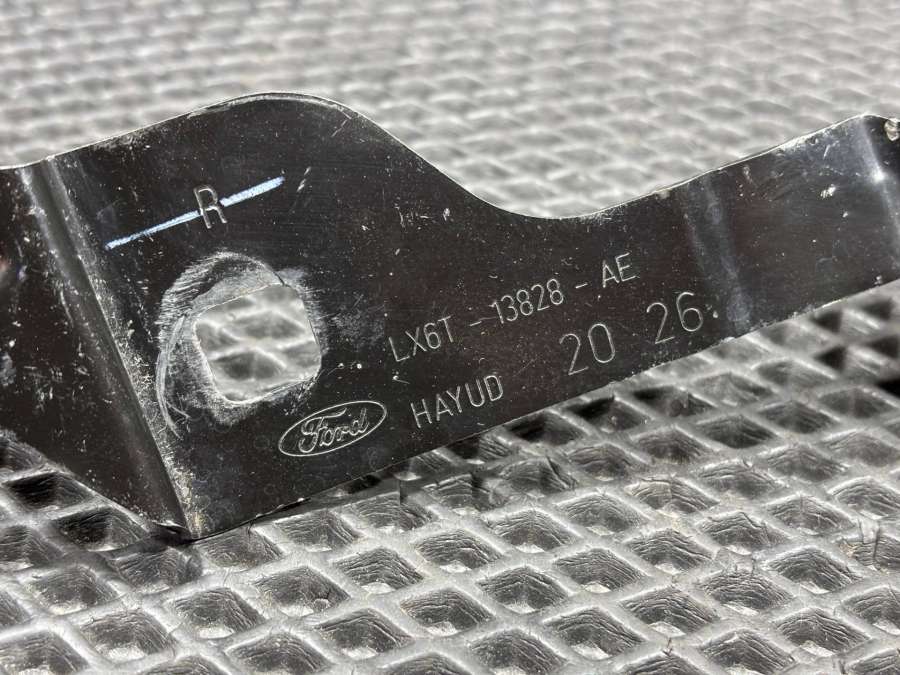 R
LX6T - 13828 - AE
HAYUD 20 26
Ford